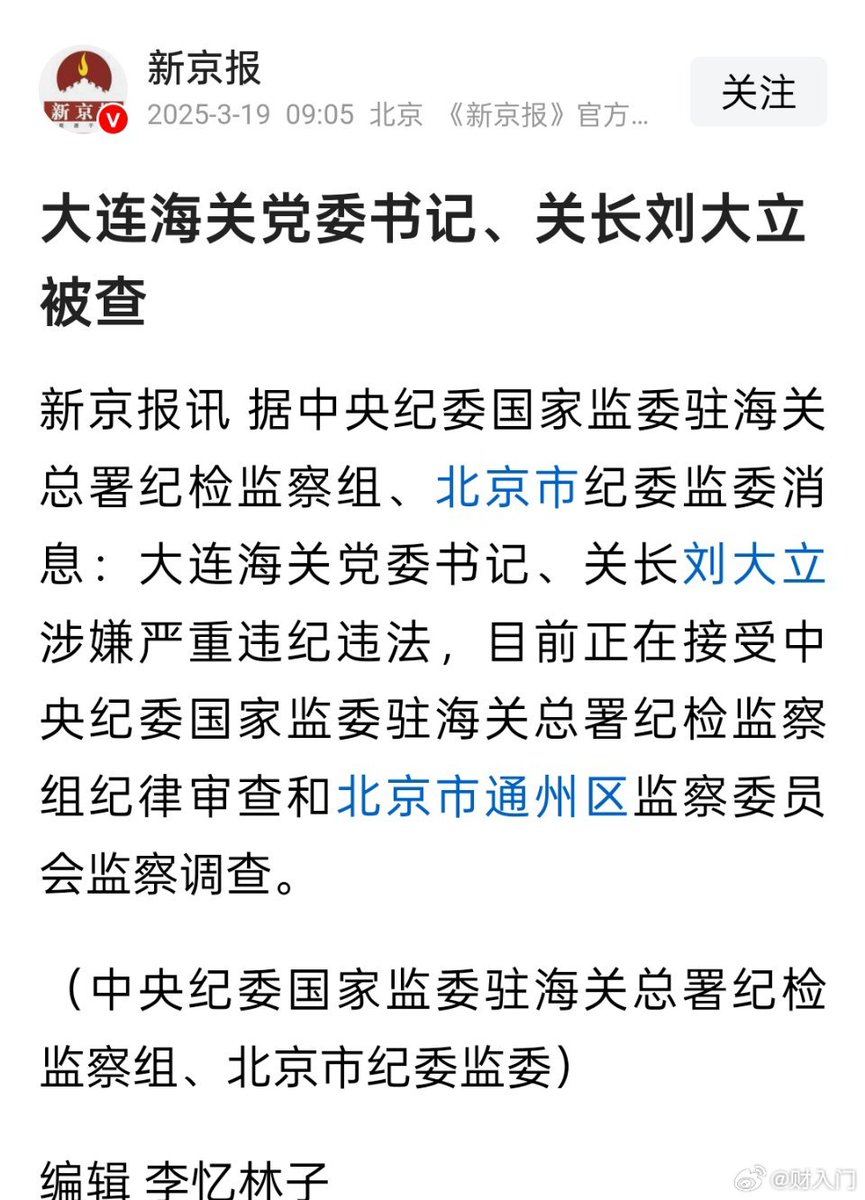 新京报
2025-3-19 09:05 北京 《新京报》官方...
关注
大连海关党委书记、关长刘大立
被查
新京报讯 据中央纪委国家监委驻海关
总署纪检监察组、北京市纪委监委消
息：大连海关党委书记、关长刘大立
涉嫌严重违纪违法，目前正在接受中
央纪委国家监委驻海关总署纪检监察
组纪律审查和北京市通州区监察委员
会监察调查。
（中央纪委国家监委驻海关总署纪检
监察组、北京市纪委监委）
编辑 李忆林子
@财入门